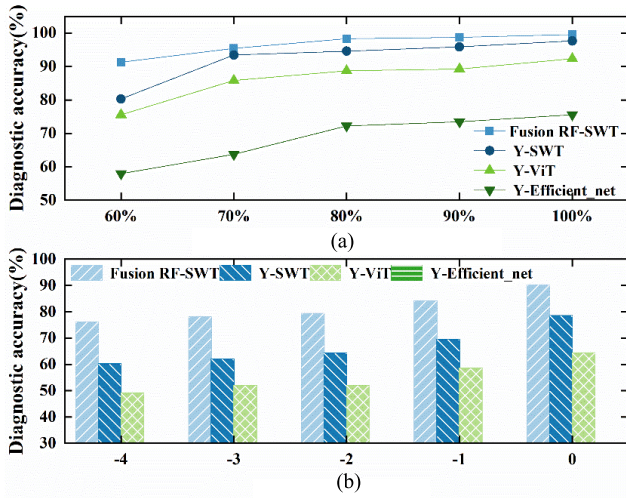 Diagnostic accuracy(%)
100
90
80
70
60
50
Fusion RF-SWT
Y-SWT
Y-ViT
Y-Efficient_net
60% 70% 80% 90% 100%
(a)
Diagnostic accuracy(%)
100
90
80
70
60
50
40
30
Fusion RF-SWT Y-SWT Y-ViT Y-Efficient_net
-4 -3 -2 -1 0
(b)